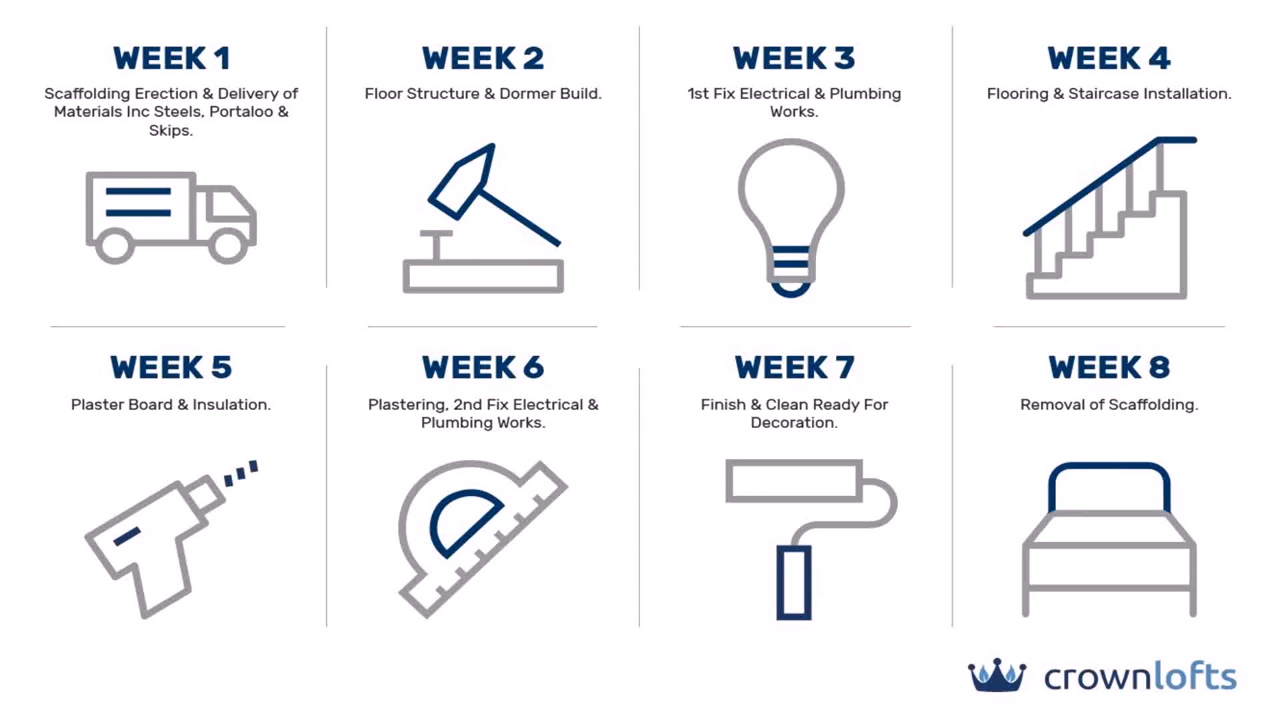 WEEK 1
Scaffolding Erection & Delivery of
Materials Inc Steels, Portaloo &
Skips.
WEEK 2
Floor Structure & Dormer Build.
WEEK 3
1st Fix Electrical & Plumbing
Works.
WEEK 4
Flooring & Staircase Installation.
WEEK 5
Plaster Board & Insulation.
WEEK 6
Plastering, 2nd Fix Electrical &
Plumbing Works.
WEEK 7
Finish & Clean Ready For
Decoration.
WEEK 8
Removal of Scaffolding.
crownlofts